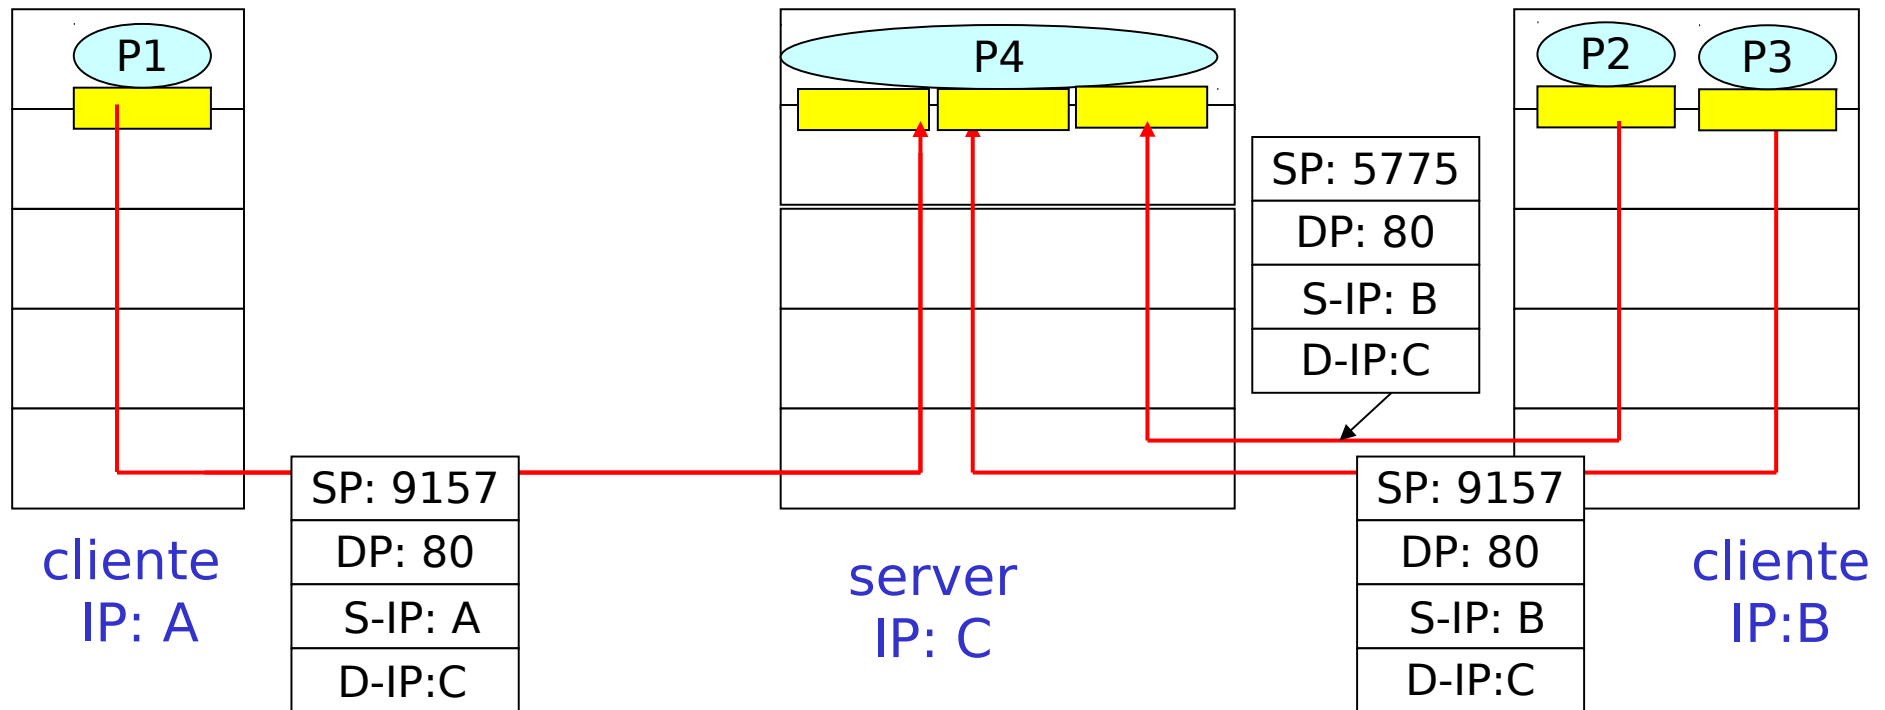 P1
P4
P2
P3
SP: 5775
DP: 80
S-IP: B
D-IP:C
SP: 9157
DP: 80
S-IP: A
D-IP:C
SP: 9157
DP: 80
S-IP: B
D-IP:C
cliente
IP: A
server
IP: C
cliente
IP:B